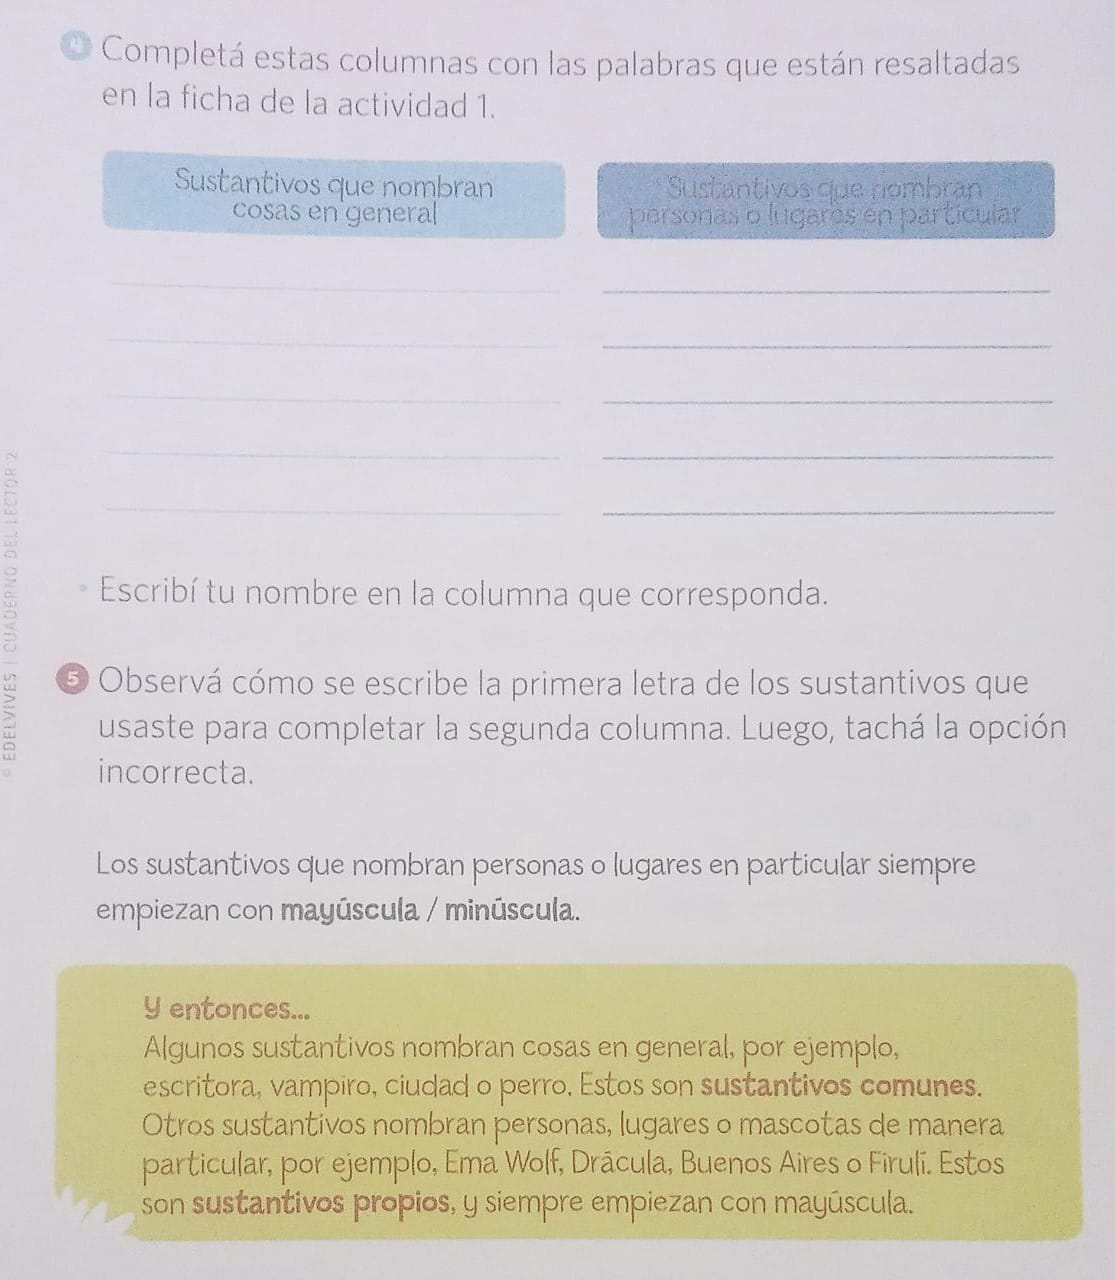 4 Completá estas columnas con las palabras que están resaltadas
en la ficha de la actividad 1.
Sustantivos que nombran
cosas en general
Sustantivos que nombran
personas o lugares en particular
• Escribí tu nombre en la columna que corresponda.
5 Observá cómo se escribe la primera letra de los sustantivos que
usaste para completar la segunda columna. Luego, tachá la opción
incorrecta.
Los sustantivos que nombran personas o lugares en particular siempre
empiezan con mayúscula / minúscula.
Y entonces...
Algunos sustantivos nombran cosas en general, por ejemplo,
escritora, vampiro, ciudad o perro. Estos son sustantivos comunes.
Otros sustantivos nombran personas, lugares o mascotas de manera
particular, por ejemplo, Ema Wolf, Drácula, Buenos Aires o Firulí. Estos
son sustantivos propios, y siempre empiezan con mayúscula.
© EDELVIVES | CUADERNO DEL LECTOR 2